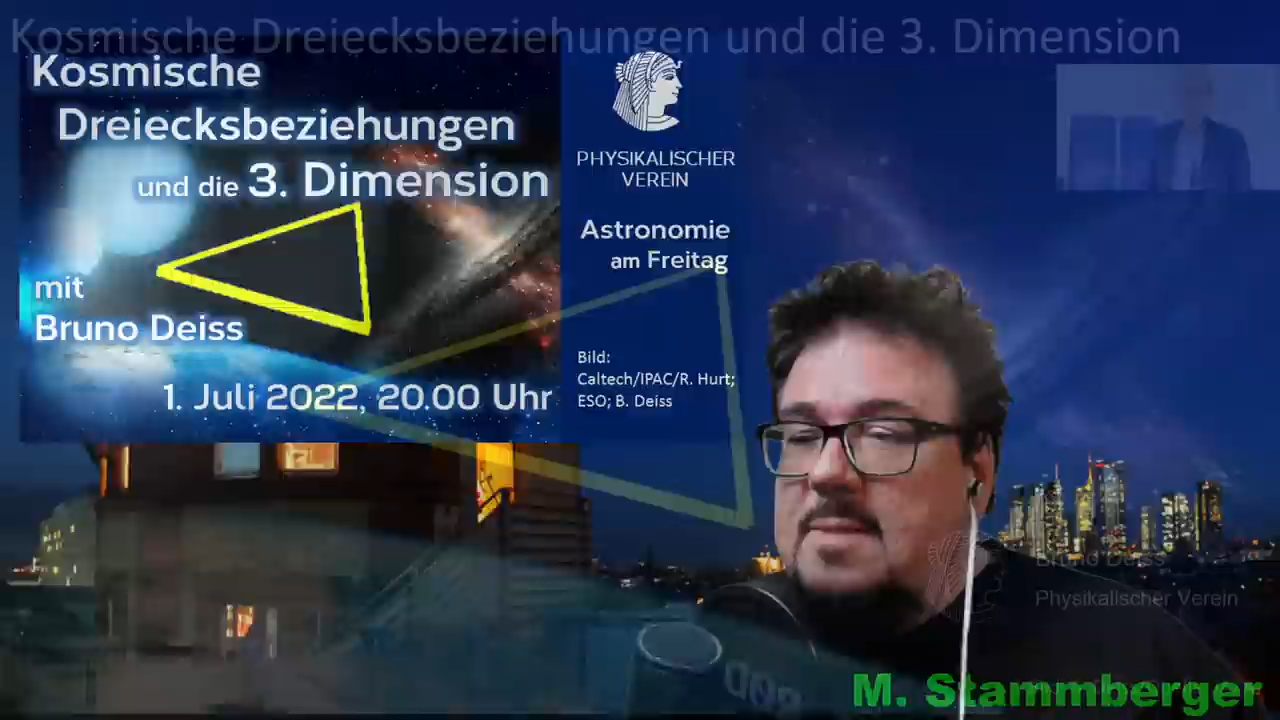 Kosmische Dreiecksbeziehungen und die 3. Dimension
Kosmische
Dreiecksbeziehungen
und die 3. Dimension
mit
Bruno Deiss
1. Juli 2022, 20.00 Uhr
PHYSIKALISCHER
VEREIN
Astronomie
am Freitag
Bild:
Caltech/IPAC/R. Hurt;
ESO; B. Deiss
Bruno Deiss
Physikalischer Verein
M. Stammberger